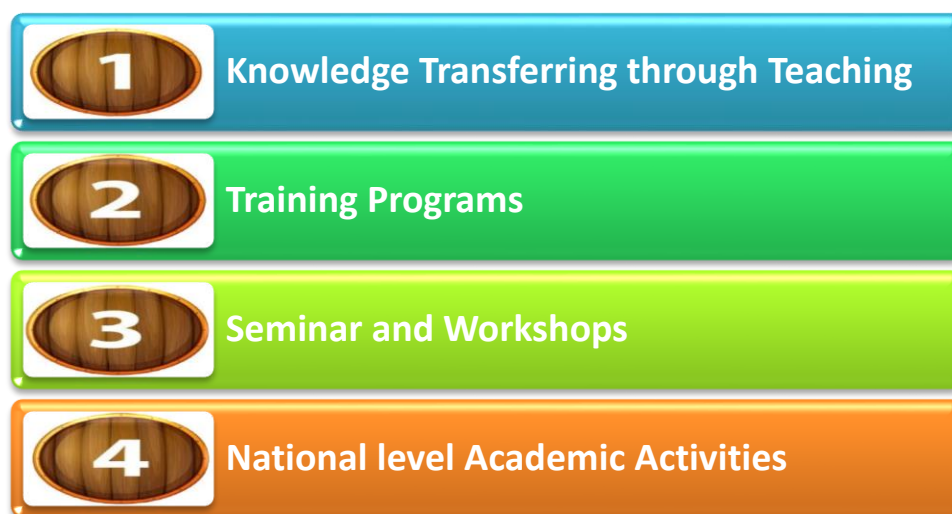 1 Knowledge Transferring through Teaching
2 Training Programs
3 Seminar and Workshops
4 National level Academic Activities